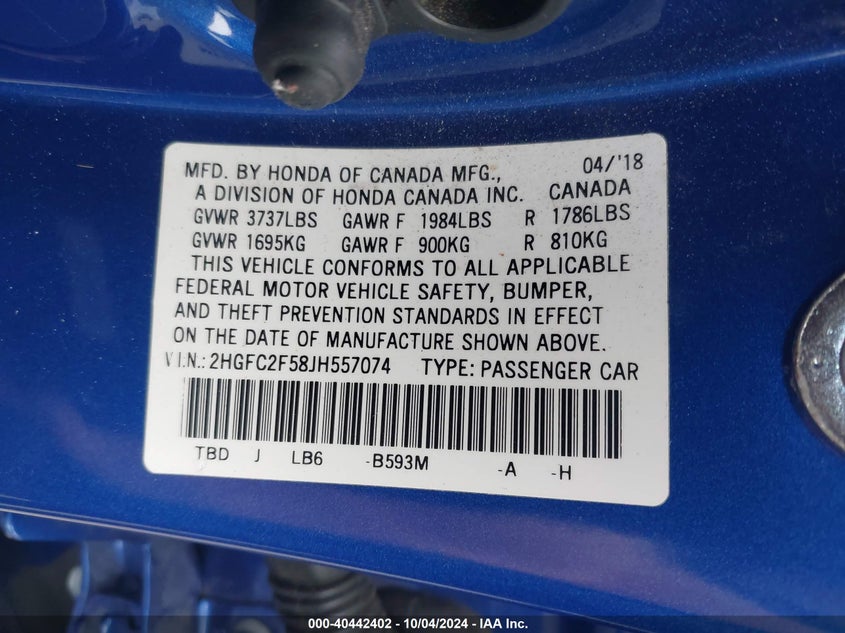 MFD. BY HONDA OF CANADA MFG., 04/'18
A DIVISION OF HONDA CANADA INC. CANADA
GVWR 3737LBS GAWR F 1984LBS R 1786LBS
GVWR 1695KG GAWR F 900KG R 810KG
THIS VEHICLE CONFORMS TO ALL APPLICABLE
FEDERAL MOTOR VEHICLE SAFETY, BUMPER,
AND THEFT PREVENTION STANDARDS IN EFFECT
ON THE DATE OF MANUFACTURE SHOWN ABOVE.
V.I.N.: 2HGFC2F58JH557074 TYPE: PASSENGER CAR
TBD J LB6 -B593M -A -H
000-40442402 - 10/04/2024 - IAA Inc.